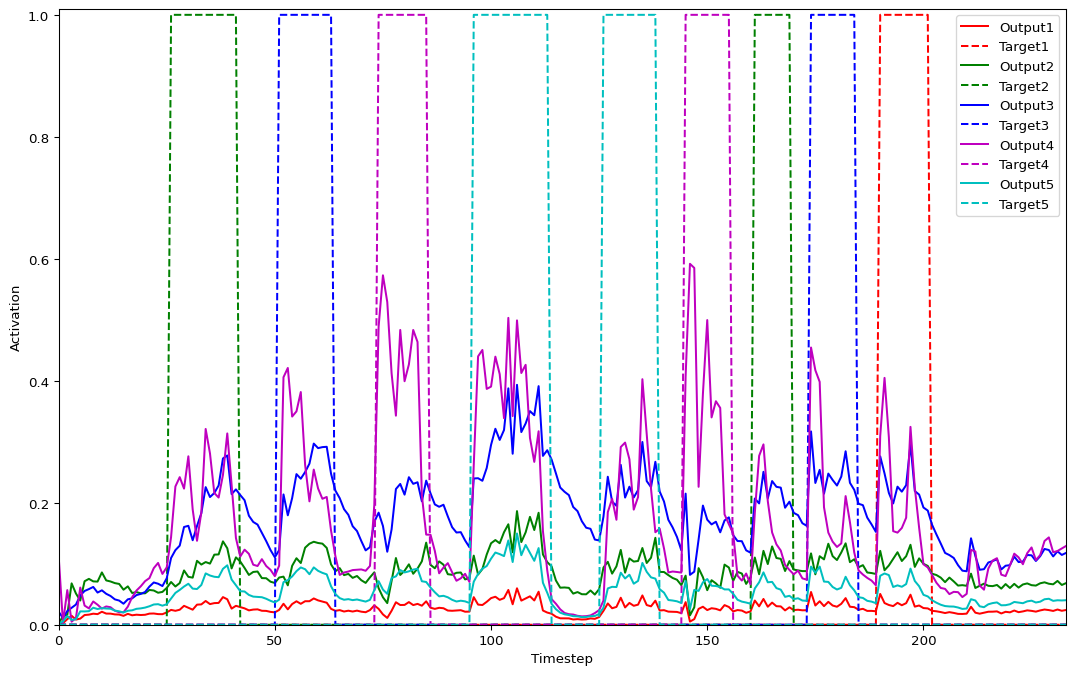 1.0
0.8
0.6
0.4
0.2
0.0
Activation
0
50
100
150
200
Timestep
Output1
Target1
Output2
Target2
Output3
Target3
Output4
Target4
Output5
Target5